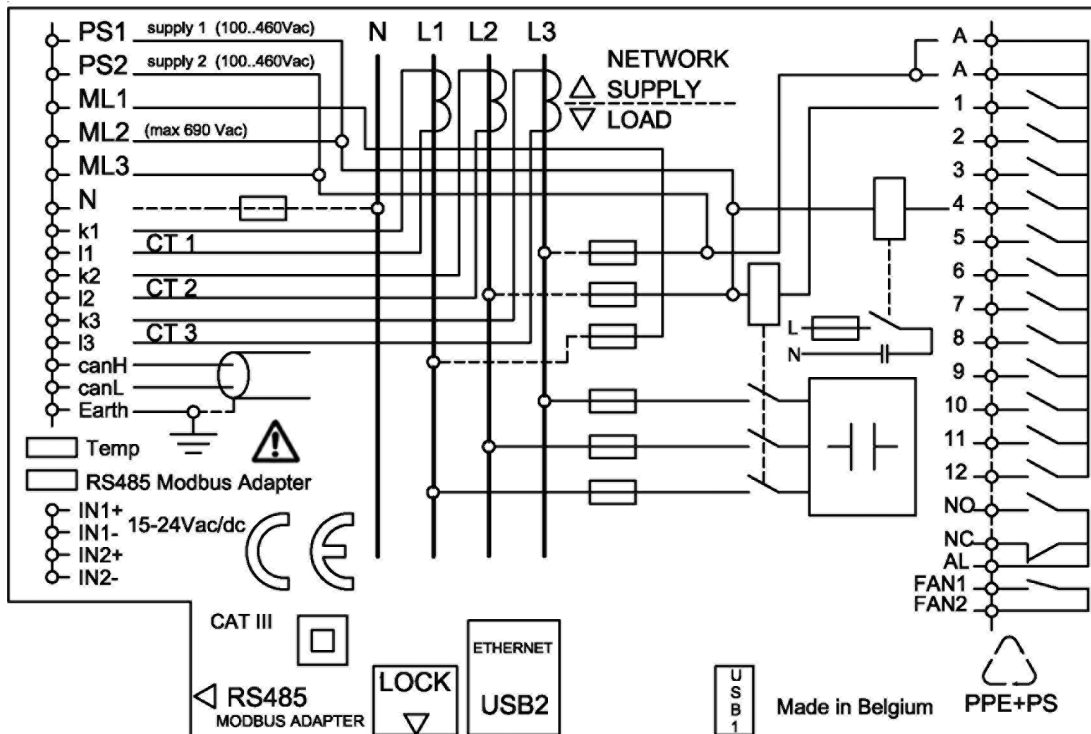 PS1 supply 1 (100..460Vac)
PS2 supply 2 (100..460Vac)
ML1
ML2 (max 690 Vac)
ML3
N
k1
l1 CT 1
k2
l2 CT 2
k3
l3 CT 3
canH
canL
Earth
Temp
RS485 Modbus Adapter
IN1+
IN1-
IN2+
IN2-
15-24Vac/dc
CE
N L1 L2 L3
NETWORK
SUPPLY
LOAD
L
N
A
A
1
2
3
4
5
6
7
8
9
10
11
12
NO
NC
AL
FAN1
FAN2
CAT III
RS485
MODBUS ADAPTER
LOCK
ETHERNET
USB2
USB1
Made in Belgium
PPE+PS